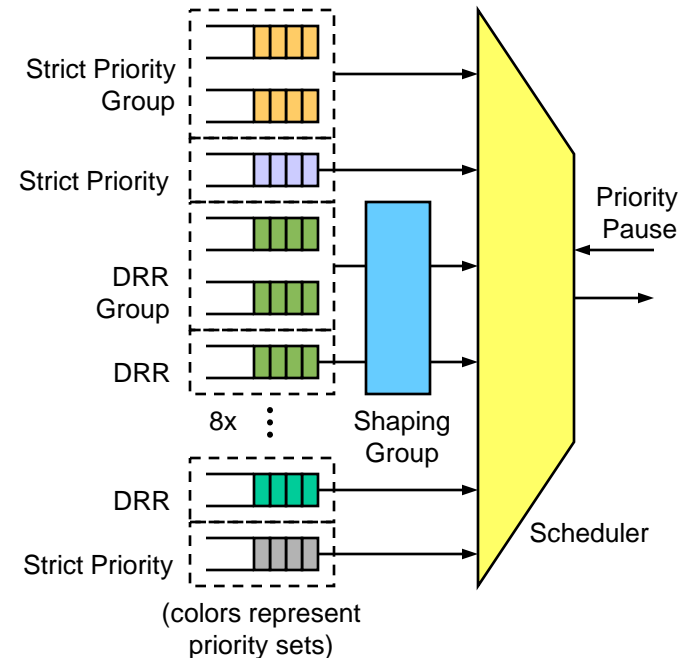 Strict Priority
Group
Strict Priority
Priority
Pause
DRR
Group
DRR
8x
Shaping
Group
DRR
Scheduler
Strict Priority
(colors represent
priority sets)